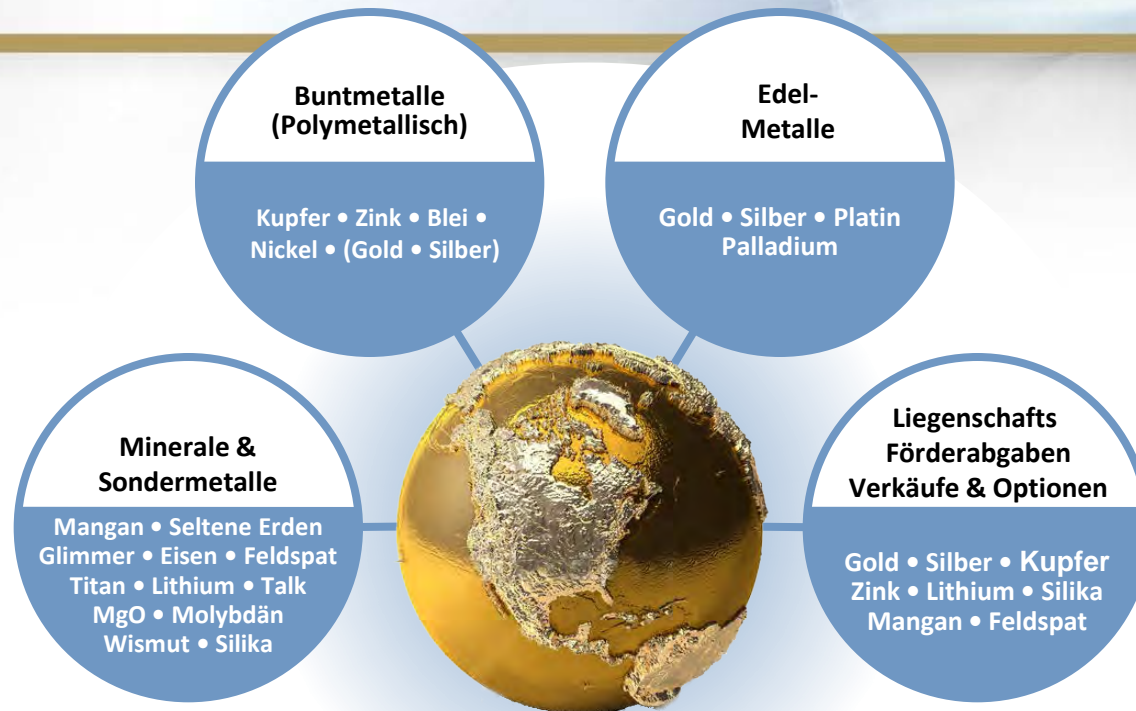 Buntmetalle
(Polymetallisch)
Kupfer • Zink • Blei •
Nickel • (Gold • Silber)
Edel-
Metalle
Gold • Silber • Platin
Palladium
Minerale &
Sondermetalle
Mangan • Seltene Erden
Glimmer • Eisen • Feldspat
Titan • Lithium • Talk
MgO • Molybdän
Wismut • Silika
Liegenschafts
Förderabgaben
Verkäufe & Optionen
Gold • Silber • Kupfer
Zink • Lithium • Silika
Mangan • Feldspat